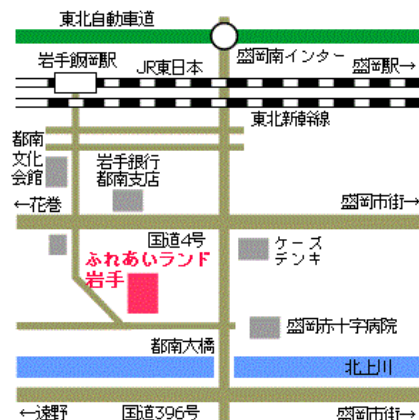 東北自動車道
岩手飯岡駅
JR東日本
盛岡南インター
盛岡駅→
東北新幹線
都南
文化
会館
岩手銀行
都南支店
←花巻
盛岡市街→
国道4号
ケーズ
デンキ
ふれあいランド
岩手
盛岡赤十字病院
都南大橋
北上川
←遠野
国道396号
盛岡市街→